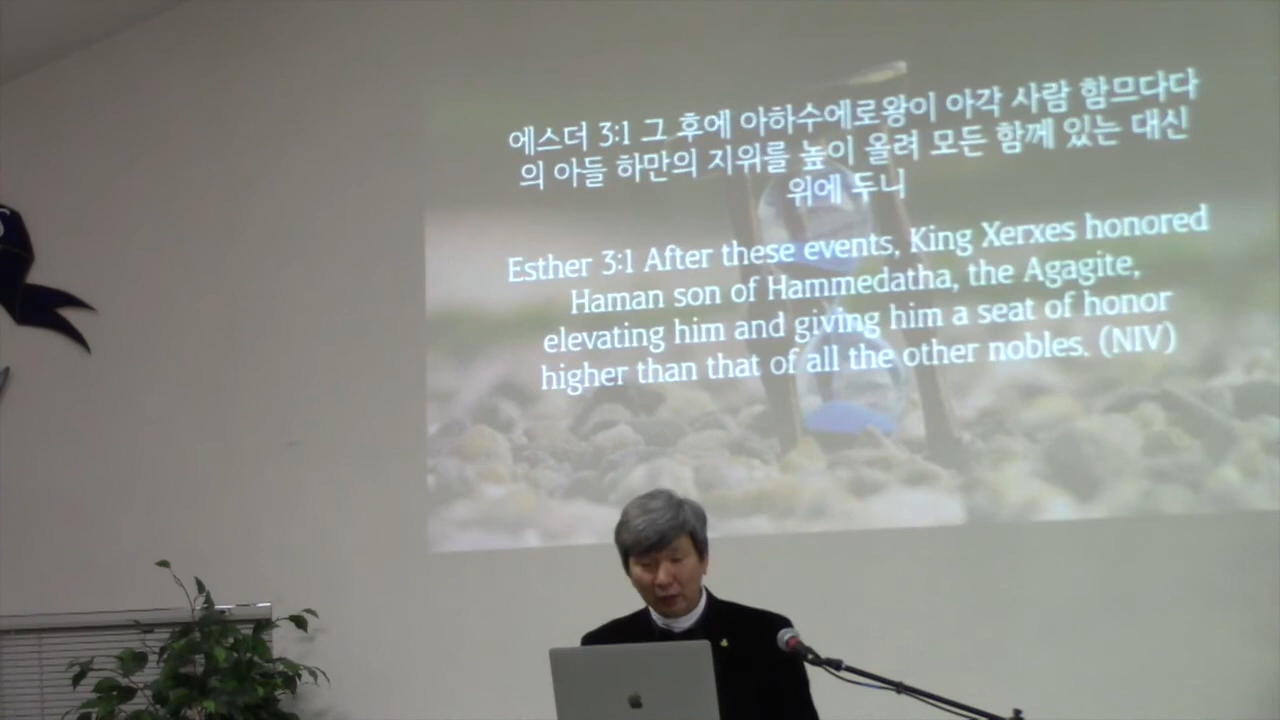 에스더 3:1 그 후에 아하수에로왕이 아각 사람 함므다다
의 아들 하만의 지위를 높이 올려 모든 함께 있는 대신
위에 두니
Esther 3:1 After these events, King Xerxes honored
Haman son of Hammedatha, the Agagite,
elevating him and giving him a seat of honor
higher than that of all the other nobles. (NIV)